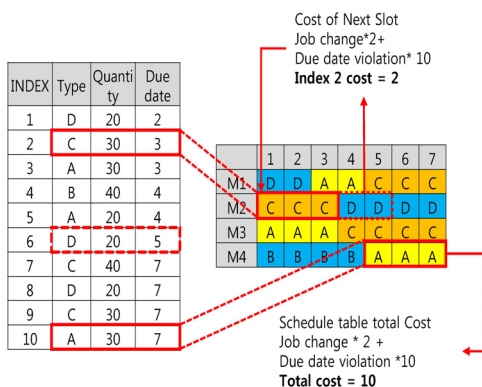 Cost of Next Slot
Job change*2+
Due date violation* 10
Index 2 cost = 2
INDEX Type Quanti ty Due date
1 D 20 2
2 C 30 3
3 A 30 3
4 B 40 4
5 A 20 4
6 D 20 5
7 C 40 7
8 D 20 7
9 C 30 7
10 A 30 7
1 2 3 4 5 6 7
M1 D D A A C C C
M2 C C C D D D D
M3 A A A C C C C
M4 B B B B A A A
Schedule table total Cost
Job change * 2 +
Due date violation *10
Total cost = 10